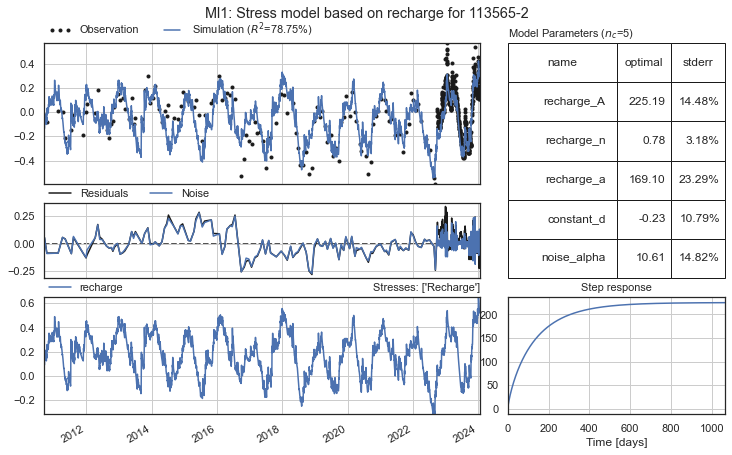 Ml1: Stress model based on recharge for 113565-2
Observation
Simulation (R²=78.75%)
0.4
0.2
0.0
−0.2
−0.4
Residuals
Noise
0.25
0.00
−0.25
recharge
Stresses: ['Recharge']
0.6
0.4
0.2
0.0
−0.2
2012
2014
2016
2018
2020
2022
2024
Model Parameters (n_c=5)
name optimal stderr
recharge_A 225.19 14.48%
recharge_n 0.78 3.18%
recharge_a 169.10 23.29%
constant_d -0.23 10.79%
noise_alpha 10.61 14.82%
Step response
200
150
100
50
0
0 200 400 600 800 1000
Time [days]